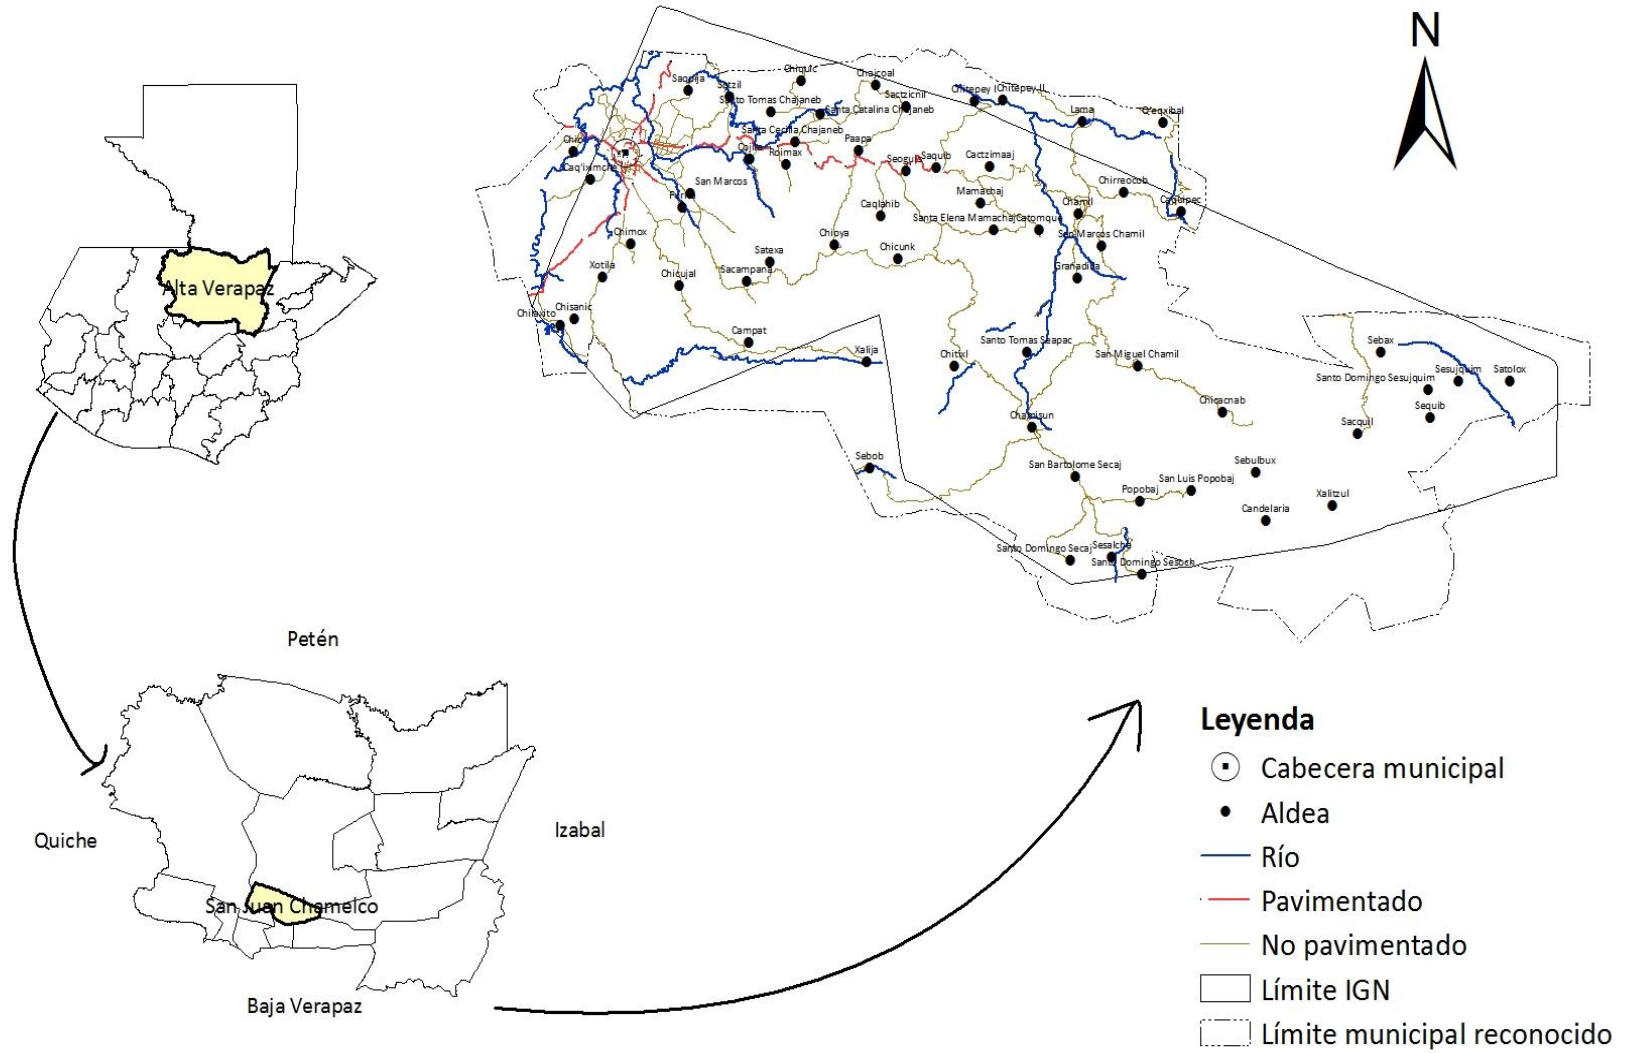 N
Alta Verapaz
Saquija
Sotzil
Chiquic
Chajcoal
Santo Tomas Chajaneb
Sactzicnil
Santa Catalina Chajaneb
Chitepey I
Chitepey II
Lama
Q'eqxibal
Santa Cecilia Chajaneb
Paapa
Cojila
Roimax
Seoguis
Saquib
Cactzimaaj
Caq'iximche
San Marcos
Mamachaj
Chirreocob
Caquipec
Caqlahib
Santa Elena Mamachaj
Catomque
Chamil
San Marcos Chamil
Chimox
Chioya
Chicunk
Satexa
Xotila
Chicujal
Sacampana
Granadilla
Chisanic
Campat
Xalija
Chitixl
Santo Tomas Seapac
San Miguel Chamil
Sebax
Sesujquim
Satolox
Santo Domingo Sesujquim
Chicacnab
Sequib
Sacquil
Chamisun
Sebob
San Bartolome Secaj
San Luis Popobaj
Sebulbux
Popobaj
Xalitzul
Candelaria
Santo Domingo Secaj
Sesalche
Santo Domingo Sesoch
Petén
Quiche
Izabal
San Juan Chamelco
Baja Verapaz
Leyenda
Cabecera municipal
Aldea
Río
Pavimentado
No pavimentado
Límite IGN
Límite municipal reconocido